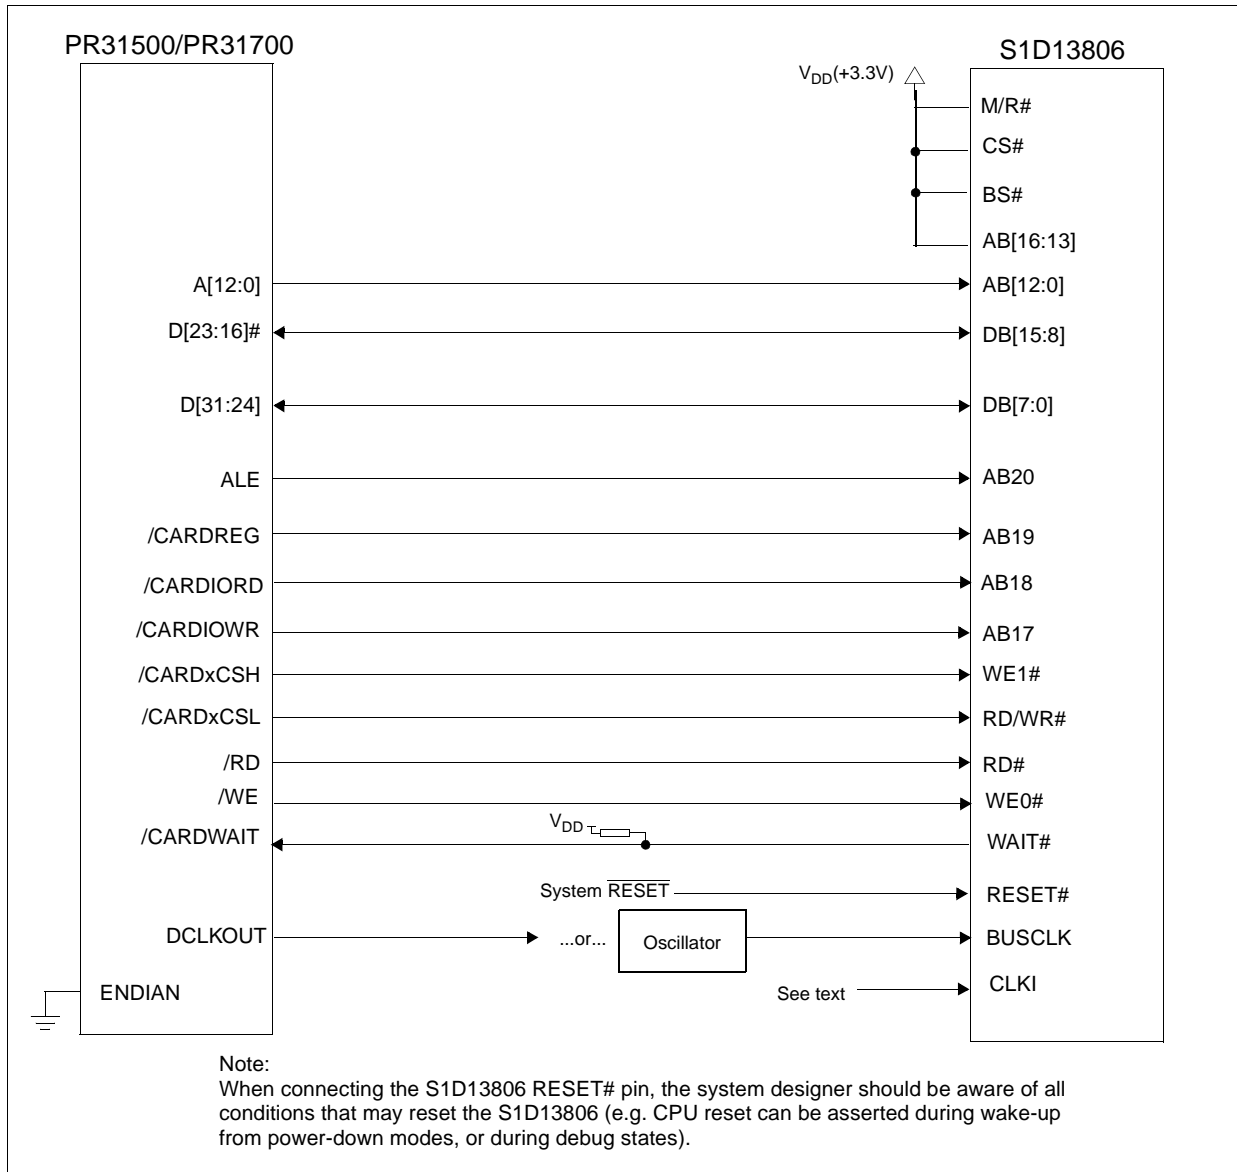 PR31500/PR31700
S1D13806
VDD(+3.3V)
M/R#
CS#
BS#
AB[16:13]
A[12:0]
AB[12:0]
D[23:16]#
DB[15:8]
D[31:24]
DB[7:0]
ALE
AB20
/CARDREG
AB19
/CARDIORD
AB18
/CARDIOWR
AB17
/CARDxCSH
WE1#
/CARDxCSL
RD/WR#
/RD
RD#
/WE
WE0#
VDD
/CARDWAIT
WAIT#
System RESET
RESET#
DCLKOUT
...or...
Oscillator
BUSCLK
ENDIAN
See text
CLKI
Note:
When connecting the S1D13806 RESET# pin, the system designer should be aware of all
conditions that may reset the S1D13806 (e.g. CPU reset can be asserted during wake-up
from power-down modes, or during debug states).